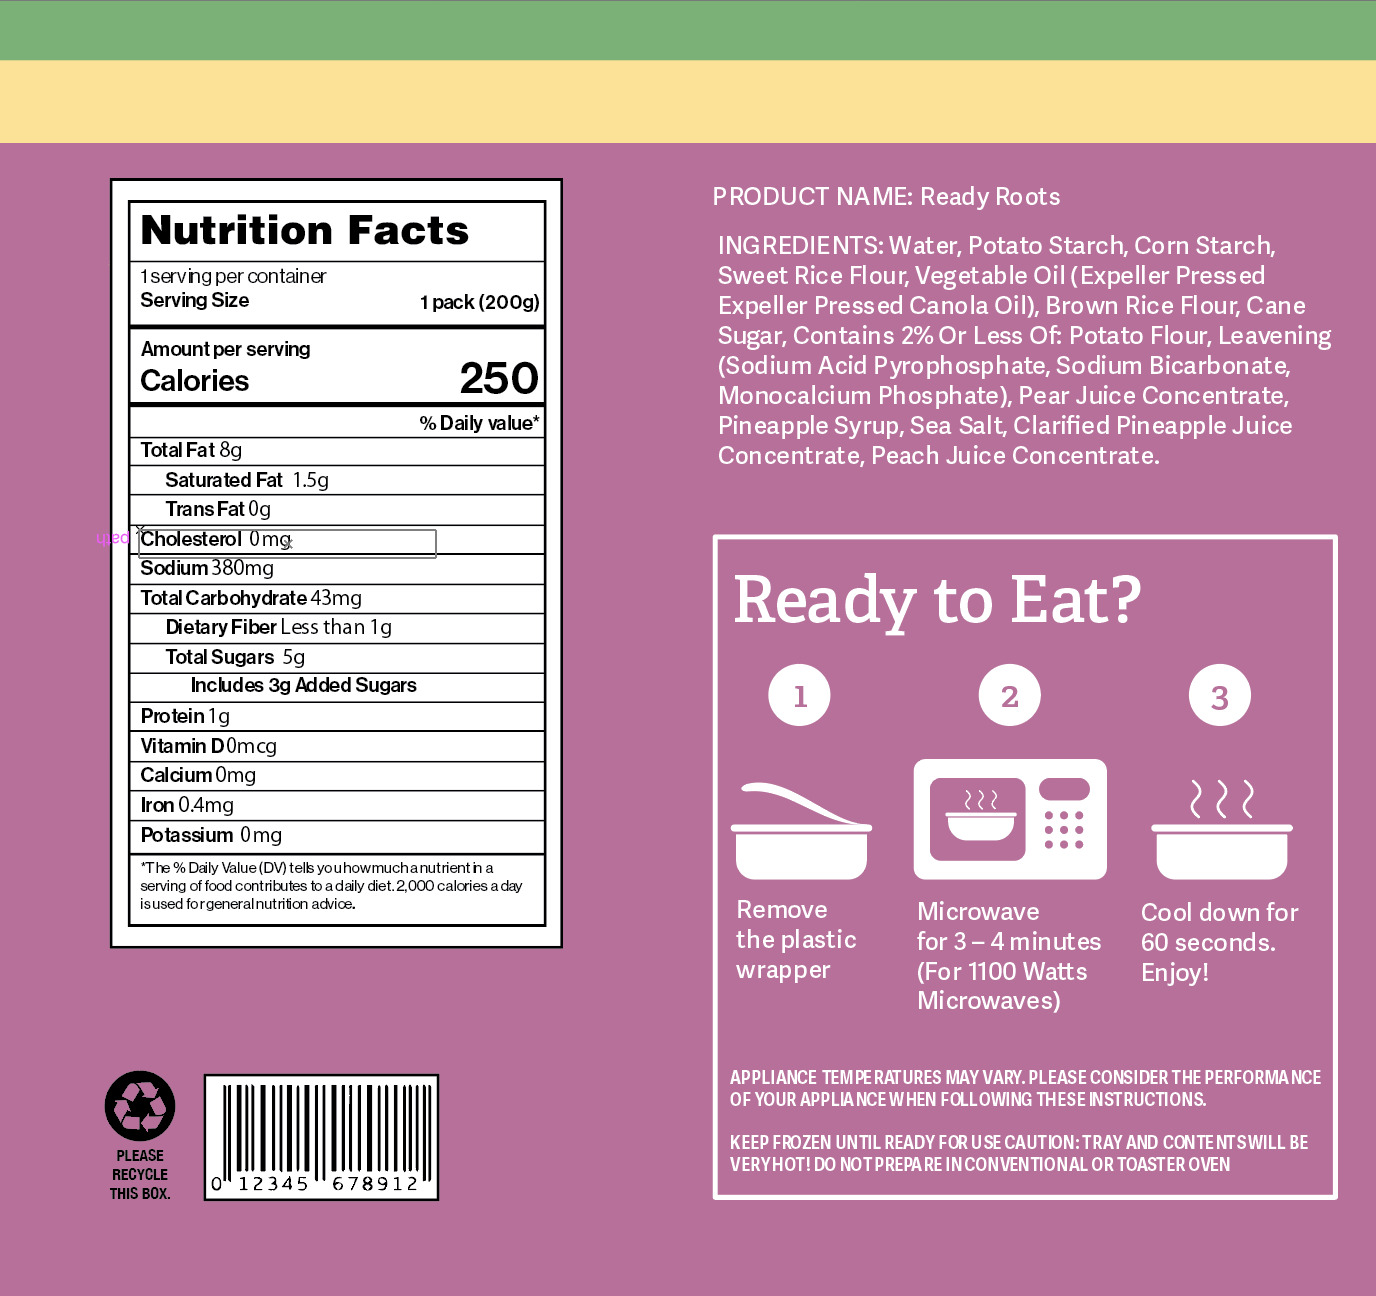 Nutrition Facts
1 serving per container
Serving Size 1 pack (200g)
Amount per serving
Calories 250
% Daily value*
Total Fat 8g
Saturated Fat 1.5g
Trans Fat 0g
path
Cholesterol 0mg
Sodium 380mg
Total Carbohydrate 43mg
Dietary Fiber Less than 1g
Total Sugars 5g
Includes 3g Added Sugars
Protein 1g
Vitamin D 0mcg
Calcium 0mg
Iron 0.4mg
Potassium 0mg
*The % Daily Value (DV) tells you how much a nutrient in a
serving of food contributes to a daily diet. 2,000 calories a day
is used for general nutrition advice.
PLEASE
RECYCLE
THIS BOX.
0 12345 678912
PRODUCT NAME: Ready Roots
INGREDIENTS: Water, Potato Starch, Corn Starch,
Sweet Rice Flour, Vegetable Oil (Expeller Pressed
Expeller Pressed Canola Oil), Brown Rice Flour, Cane
Sugar, Contains 2% Or Less Of: Potato Flour, Leavening
(Sodium Acid Pyrophosphate, Sodium Bicarbonate,
Monocalcium Phosphate), Pear Juice Concentrate,
Pineapple Syrup, Sea Salt, Clarified Pineapple Juice
Concentrate, Peach Juice Concentrate.
Ready to Eat?
1
Remove
the plastic
wrapper
2
Microwave
for 3 – 4 minutes
(For 1100 Watts
Microwaves)
3
Cool down for
60 seconds.
Enjoy!
APPLIANCE TEMPERATURES MAY VARY. PLEASE CONSIDER THE PERFORMANCE
OF YOUR APPLIANCE WHEN FOLLOWING THESE INSTRUCTIONS.
KEEP FROZEN UNTIL READY FOR USE CAUTION: TRAY AND CONTENTS WILL BE
VERY HOT! DO NOT PREPARE IN CONVENTIONAL OR TOASTER OVEN